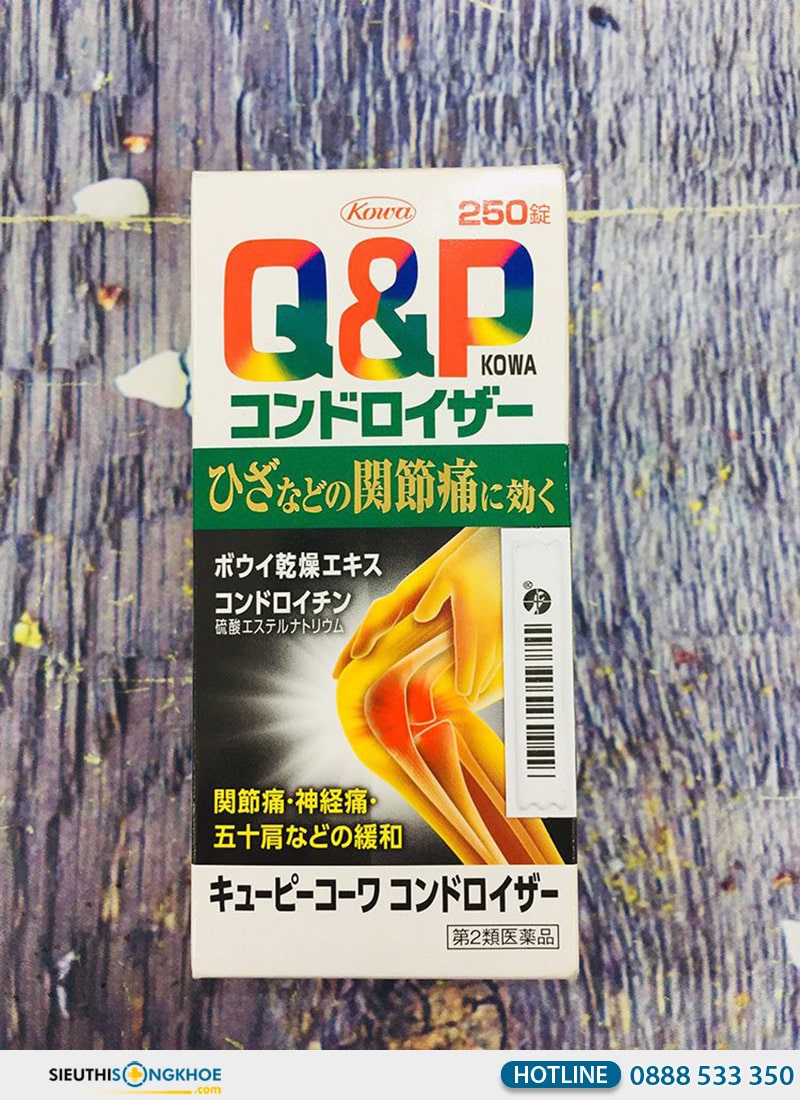 Kowa
250錠
Q&P
KOWA
コンドロイザー
ひざなどの関節痛に効く
ボウイ乾燥エキス
コンドロイチン
硫酸エステルナトリウム
関節痛・神経痛・
五十肩などの緩和
キューピーコーワ コンドロイザー
第2類医薬品
SIEUTHISONGKHOE
.com
HOTLINE
0888 533 350